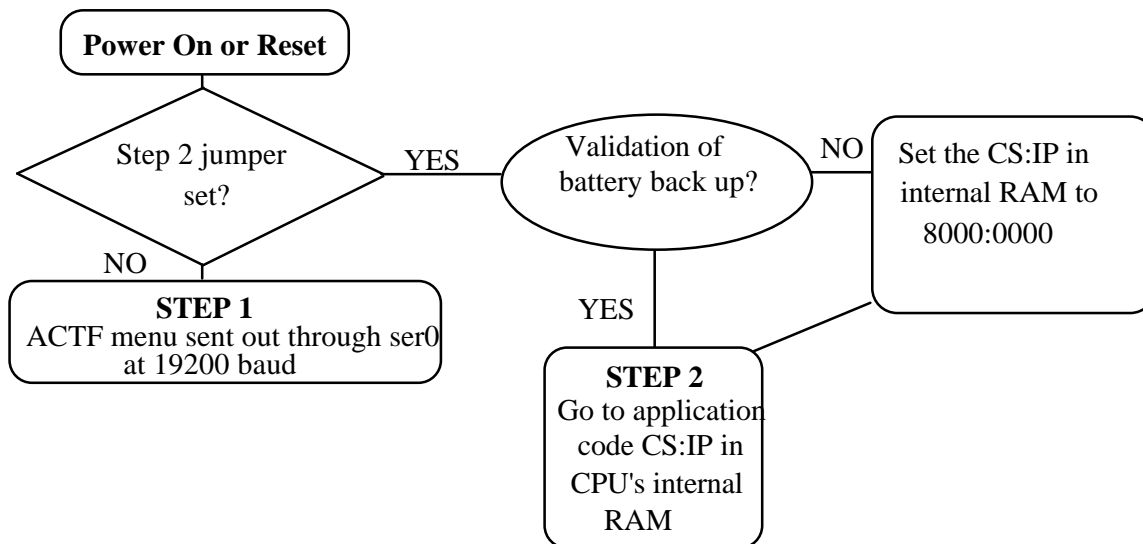 Power On or Reset
Step 2 jumper
set?
YES
Validation of
battery back up?
NO
Set the CS:IP in
internal RAM to
8000:0000
NO
STEP 1
ACTF menu sent out through ser0
at 19200 baud
YES
STEP 2
Go to application
code CS:IP in
CPU's internal
RAM